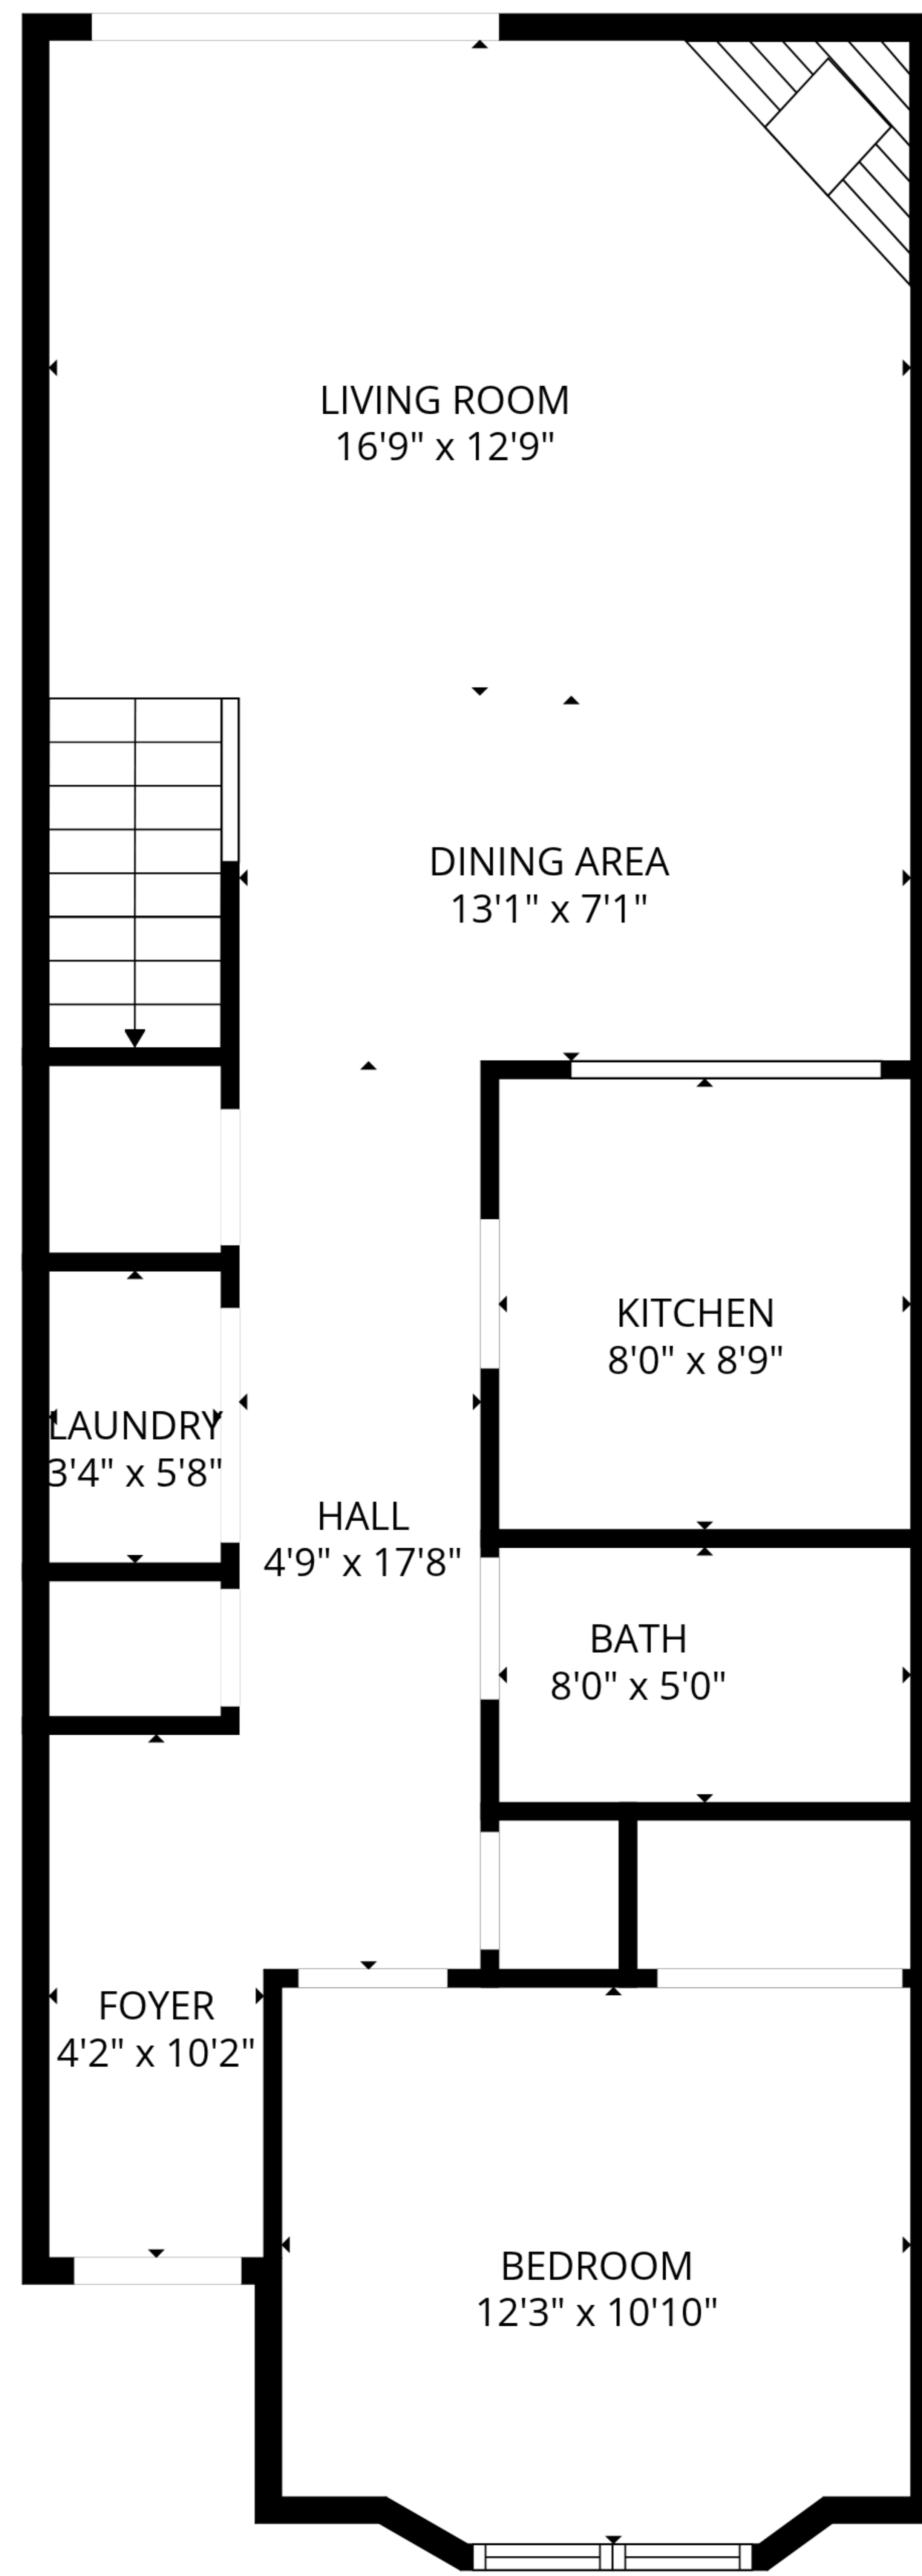 LIVING ROOM
16'9" x 12'9"
DINING AREA
13'1" x 7'1"
KITCHEN
8'0" x 8'9"
LAUNDRY
3'4" x 5'8"
HALL
4'9" x 17'8"
BATH
8'0" x 5'0"
FOYER
4'2" x 10'2"
BEDROOM
12'3" x 10'10"